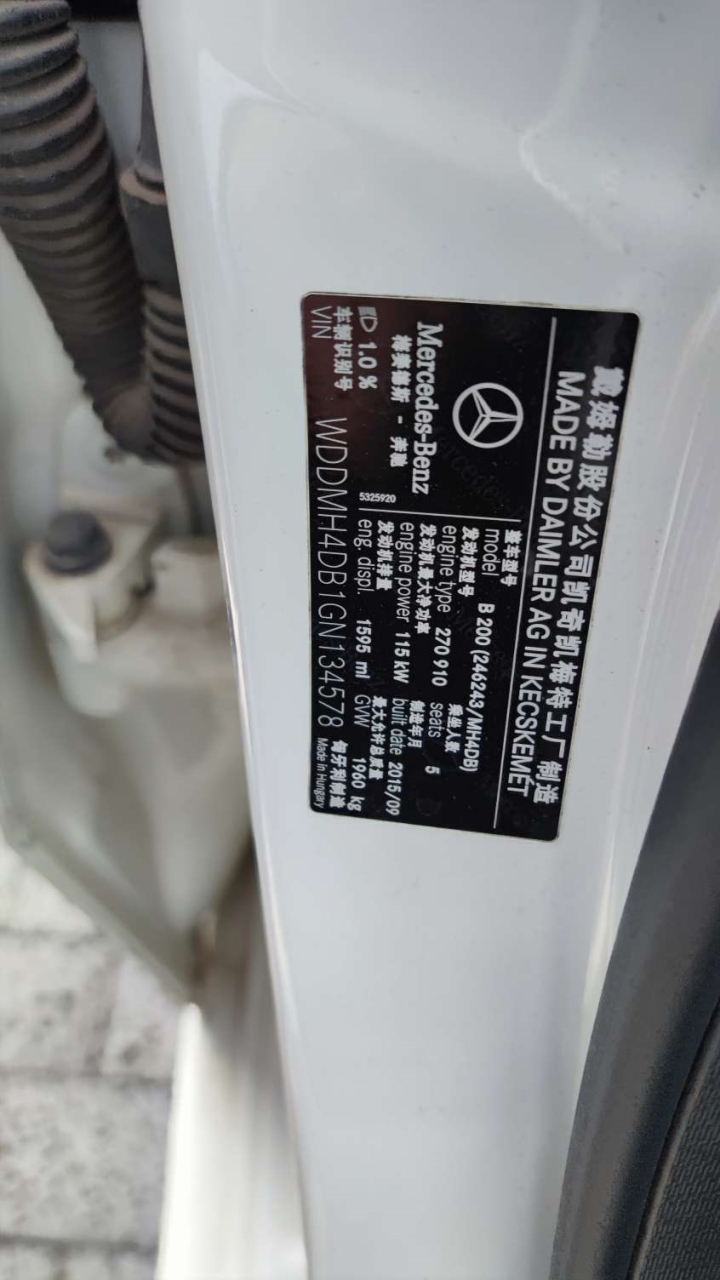 戴姆勒股份公司凯奇凯梅特工厂制造
MADE BY DAIMLER AG IN KECSKEMÉT
Mercedes-Benz
梅赛德斯 - 奔驰
整车型号
model B 200 (246243/MH4DB)
发动机型号 乘坐人数
engine type 270 910 seats 5
发动机最大净功率 制造年月
engine power 115 kW built date 2015/09
发动机排量 最大允许总质量
eng. displ. 1595 ml GVW 1960 kg
5325920
1.0 %
车辆识别号
VIN WDDMH4DB1GN134578
匈牙利制造
Made in Hungary